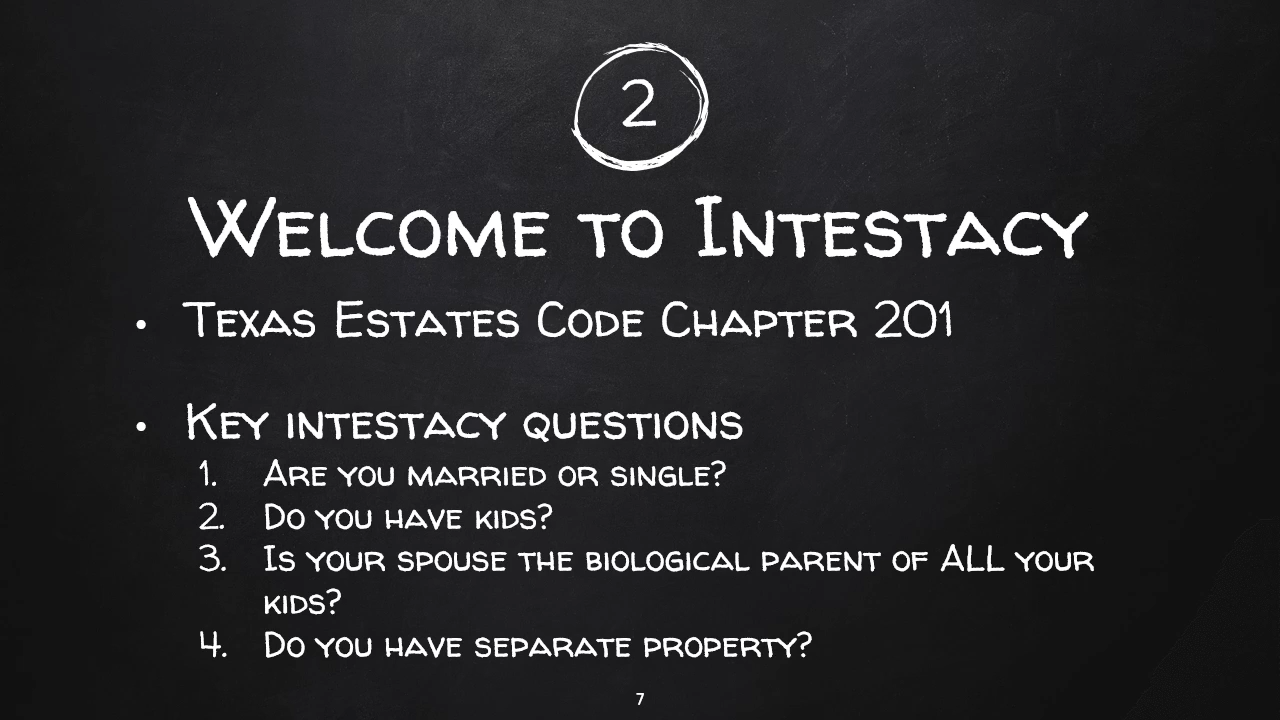 2
Welcome to Intestacy
• Texas Estates Code Chapter 201
• Key intestacy questions
1. Are you married or single?
2. Do you have kids?
3. Is your spouse the biological parent of ALL your
kids?
4. Do you have separate property?
7